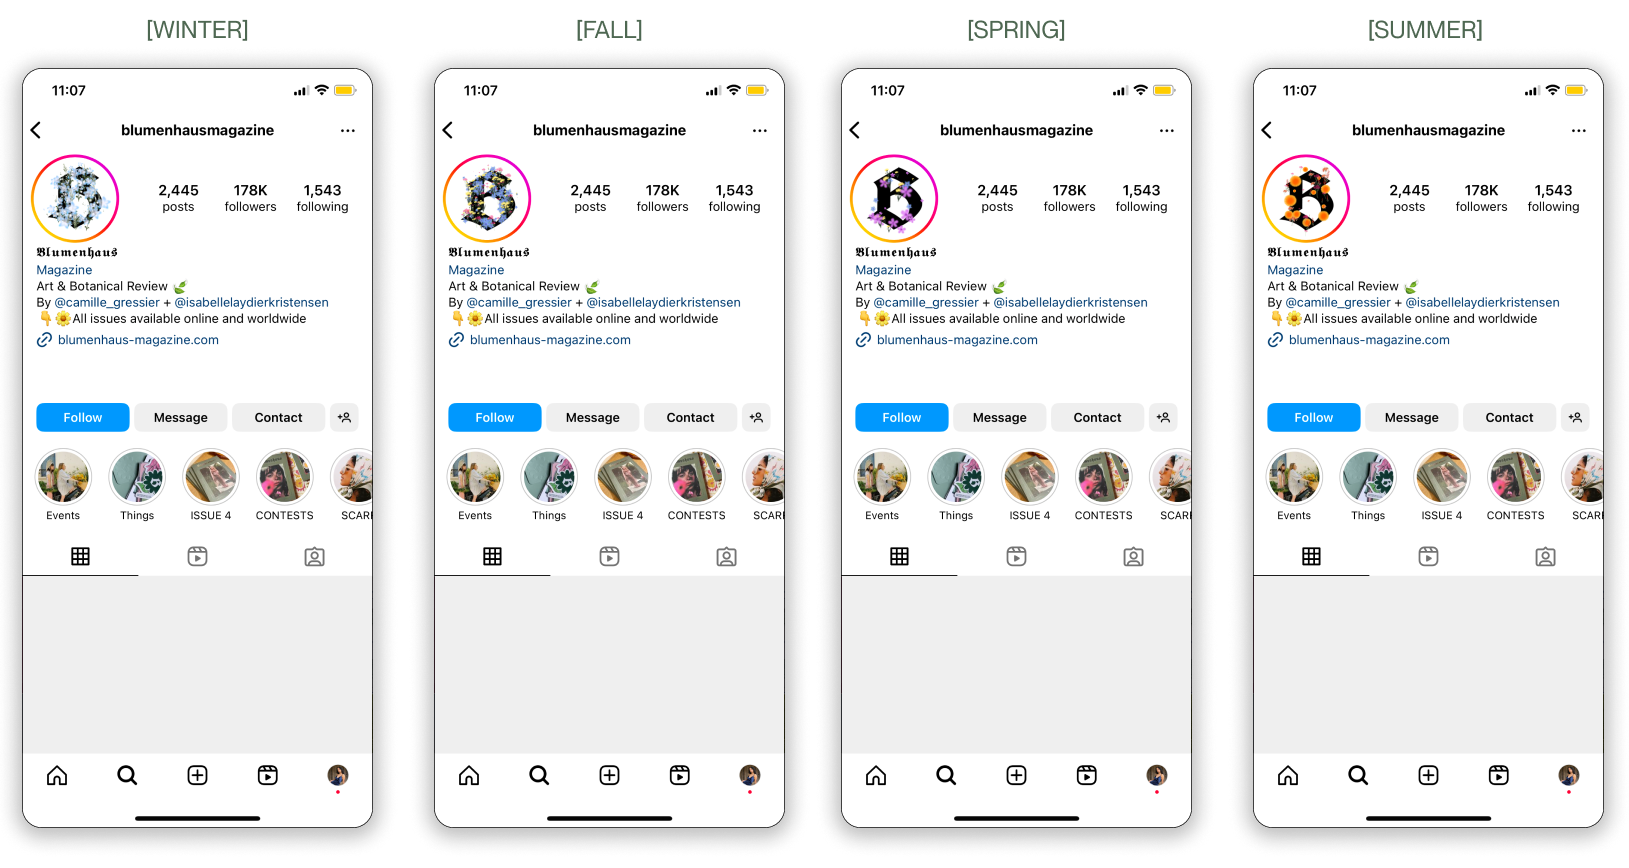 [WINTER]
11:07
blumenhausmagazine
B
2,445 178K 1,543
posts followers following
𝕭𝖑𝖚𝖒𝖊𝖓𝖍𝖆𝖚𝖘
Magazine
Art & Botanical Review
By @camille_gressier + @isabellelaydierkristensen
All issues available online and worldwide
blumenhaus-magazine.com
Follow Message Contact
Events Things ISSUE 4 CONTESTS SCARF
[FALL]
11:07
blumenhausmagazine
B
2,445 178K 1,543
posts followers following
𝕭𝖑𝖚𝖒𝖊𝖓𝖍𝖆𝖚𝖘
Magazine
Art & Botanical Review
By @camille_gressier + @isabellelaydierkristensen
All issues available online and worldwide
blumenhaus-magazine.com
Follow Message Contact
Events Things ISSUE 4 CONTESTS SCARF
[SPRING]
11:07
blumenhausmagazine
B
2,445 178K 1,543
posts followers following
𝕭𝖑𝖚𝖒𝖊𝖓𝖍𝖆𝖚𝖘
Magazine
Art & Botanical Review
By @camille_gressier + @isabellelaydierkristensen
All issues available online and worldwide
blumenhaus-magazine.com
Follow Message Contact
Events Things ISSUE 4 CONTESTS SCARF
[SUMMER]
11:07
blumenhausmagazine
B
2,445 178K 1,543
posts followers following
𝕭𝖑𝖚𝖒𝖊𝖓𝖍𝖆𝖚𝖘
Magazine
Art & Botanical Review
By @camille_gressier + @isabellelaydierkristensen
All issues available online and worldwide
blumenhaus-magazine.com
Follow Message Contact
Events Things ISSUE 4 CONTESTS SCARF